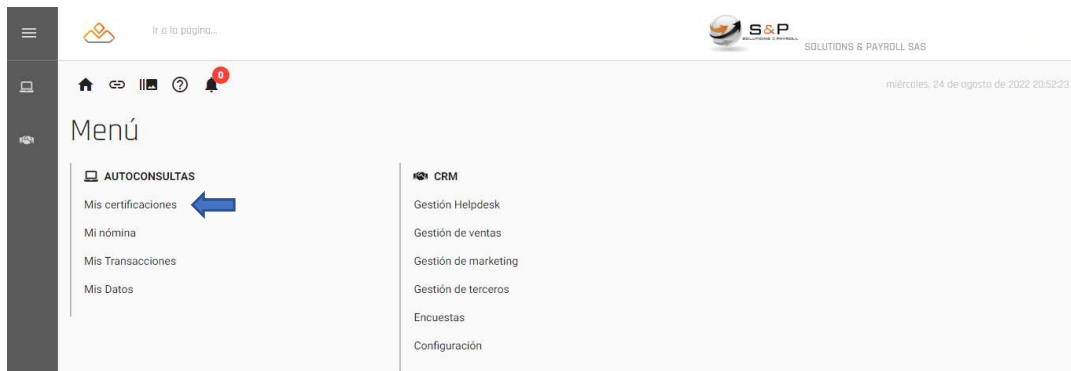 Ir a la página...
S&P
SOLUTIONS & PAYROLL SAS
0
miércoles, 24 de agosto de 2022 20:52:23
Menú
AUTOCONSULTAS
Mis certificaciones
Mi nómina
Mis Transacciones
Mis Datos
CRM
Gestión Helpdesk
Gestión de ventas
Gestión de marketing
Gestión de terceros
Encuestas
Configuración